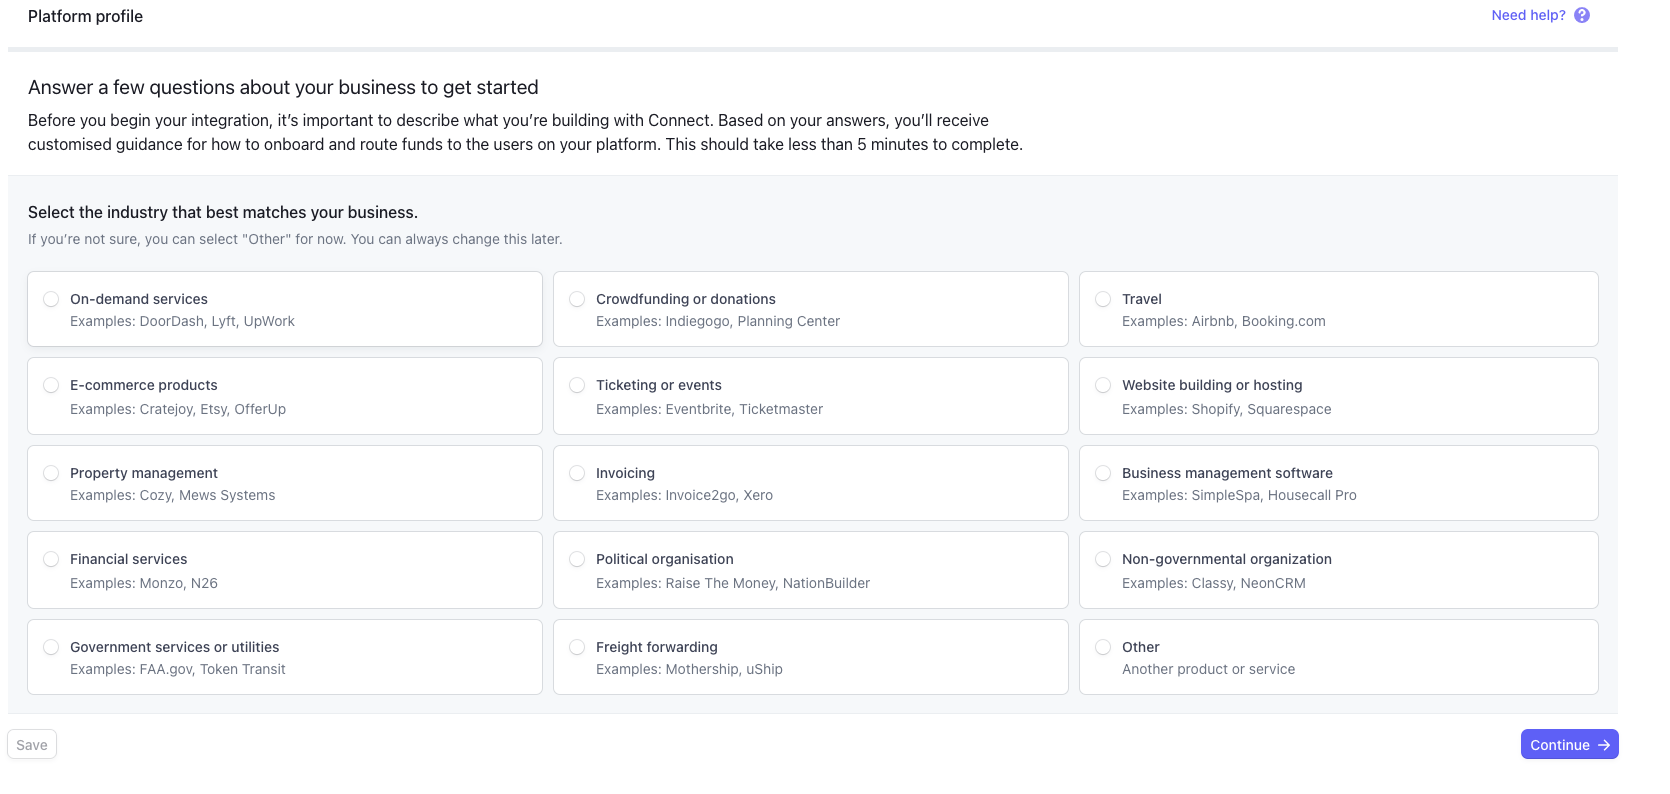 Platform profile
Need help?
Answer a few questions about your business to get started
Before you begin your integration, it's important to describe what you're building with Connect. Based on your answers, you'll receive
customised guidance for how to onboard and route funds to the users on your platform. This should take less than 5 minutes to complete.
Select the industry that best matches your business.
If you're not sure, you can select "Other" for now. You can always change this later.
On-demand services
Examples: DoorDash, Lyft, UpWork
Crowdfunding or donations
Examples: Indiegogo, Planning Center
Travel
Examples: Airbnb, Booking.com
E-commerce products
Examples: Cratejoy, Etsy, OfferUp
Ticketing or events
Examples: Eventbrite, Ticketmaster
Website building or hosting
Examples: Shopify, Squarespace
Property management
Examples: Cozy, Mews Systems
Invoicing
Examples: Invoice2go, Xero
Business management software
Examples: SimpleSpa, Housecall Pro
Financial services
Examples: Monzo, N26
Political organisation
Examples: Raise The Money, NationBuilder
Non-governmental organization
Examples: Classy, NeonCRM
Government services or utilities
Examples: FAA.gov, Token Transit
Freight forwarding
Examples: Mothership, uShip
Other
Another product or service
Save
Continue →